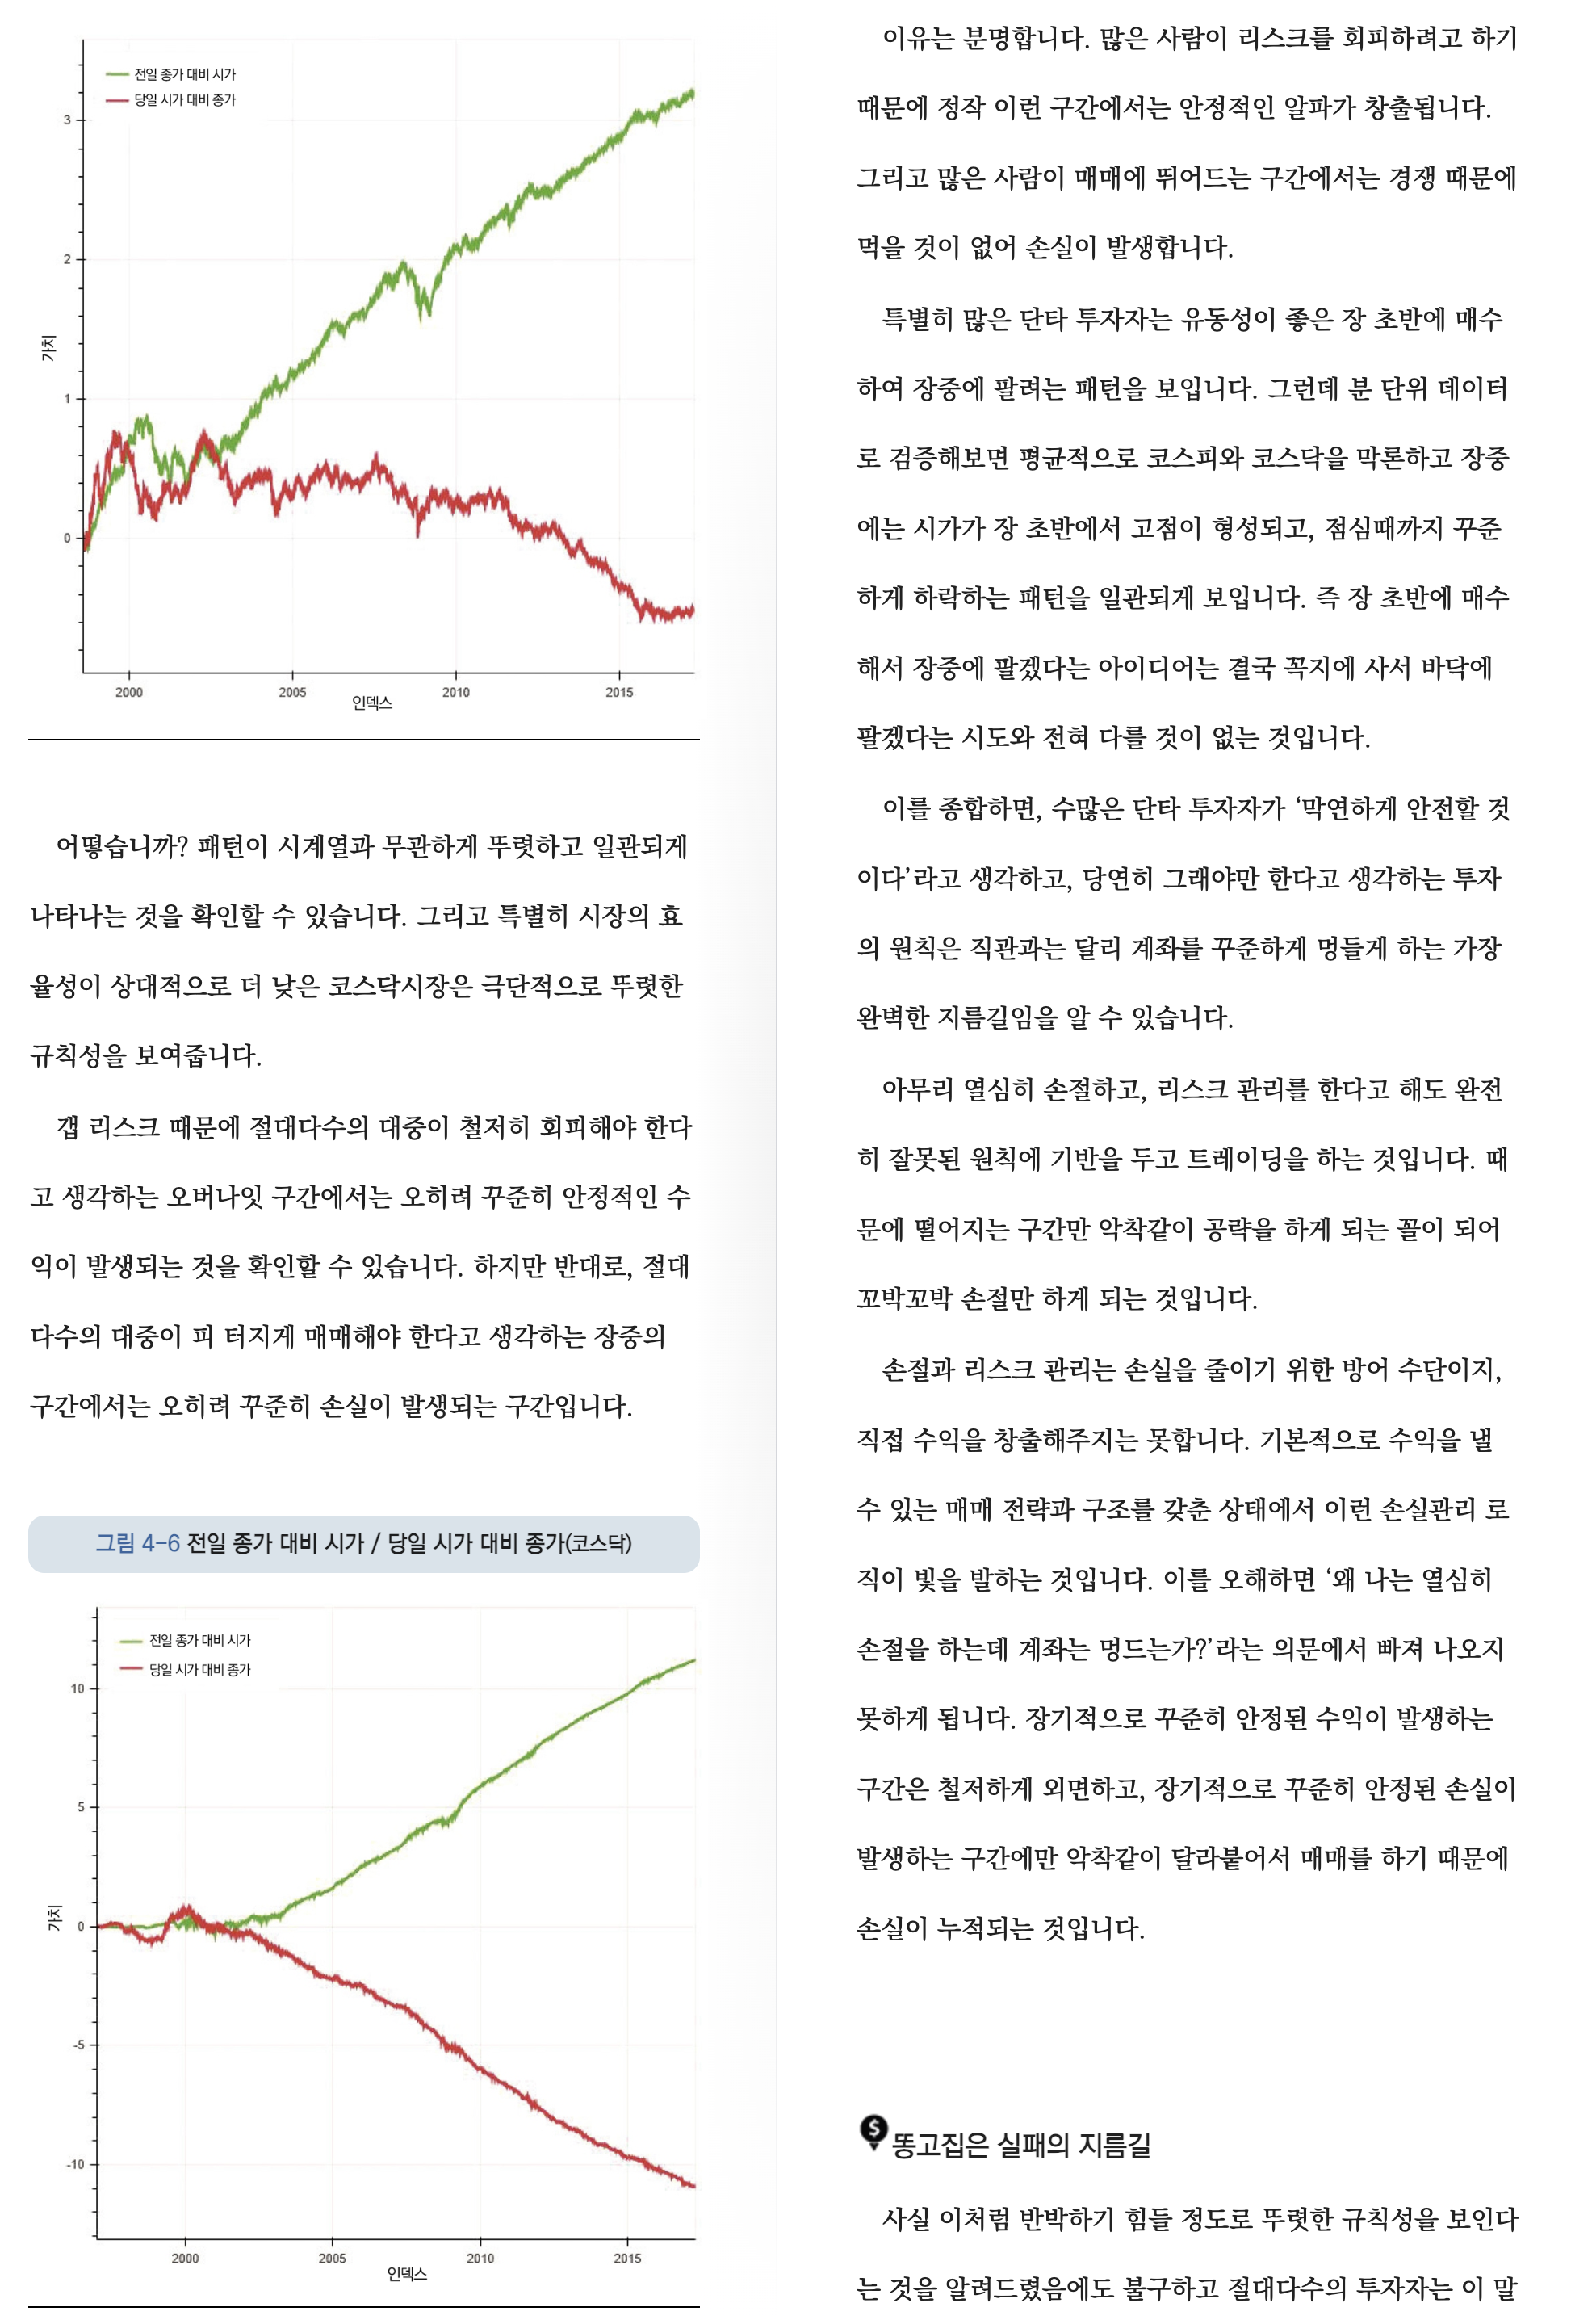 전일 종가 대비 시가
당일 시가 대비 종가
3
2
1
0
가치
2000 2005 2010 2015
인덱스
어떻습니까? 패턴이 시계열과 무관하게 뚜렷하고 일관되게
나타나는 것을 확인할 수 있습니다. 그리고 특별히 시장의 효
율성이 상대적으로 더 낮은 코스닥시장은 극단적으로 뚜렷한
규칙성을 보여줍니다.
갭 리스크 때문에 절대다수의 대중이 철저히 회피해야 한다
고 생각하는 오버나잇 구간에서는 오히려 꾸준히 안정적인 수
익이 발생되는 것을 확인할 수 있습니다. 하지만 반대로, 절대
다수의 대중이 피 터지게 매매해야 한다고 생각하는 장중의
구간에서는 오히려 꾸준히 손실이 발생되는 구간입니다.
그림 4-6 전일 종가 대비 시가 / 당일 시가 대비 종가(코스닥)
전일 종가 대비 시가
당일 시가 대비 종가
10
5
0
-5
-10
가치
2000 2005 2010 2015
인덱스
이유는 분명합니다. 많은 사람이 리스크를 회피하려고 하기
때문에 정작 이런 구간에서는 안정적인 알파가 창출됩니다.
그리고 많은 사람이 매매에 뛰어드는 구간에서는 경쟁 때문에
먹을 것이 없어 손실이 발생합니다.
특별히 많은 단타 투자자는 유동성이 좋은 장 초반에 매수
하여 장중에 팔려는 패턴을 보입니다. 그런데 분 단위 데이터
로 검증해보면 평균적으로 코스피와 코스닥을 막론하고 장중
에는 시가가 장 초반에서 고점이 형성되고, 점심때까지 꾸준
하게 하락하는 패턴을 일관되게 보입니다. 즉 장 초반에 매수
해서 장중에 팔겠다는 아이디어는 결국 꼭지에 사서 바닥에
팔겠다는 시도와 전혀 다를 것이 없는 것입니다.
이를 종합하면, 수많은 단타 투자자가 ‘막연하게 안전할 것
이다’라고 생각하고, 당연히 그래야만 한다고 생각하는 투자
의 원칙은 직관과는 달리 계좌를 꾸준하게 멍들게 하는 가장
완벽한 지름길임을 알 수 있습니다.
아무리 열심히 손절하고, 리스크 관리를 한다고 해도 완전
히 잘못된 원칙에 기반을 두고 트레이딩을 하는 것입니다. 때
문에 떨어지는 구간만 악착같이 공략을 하게 되는 꼴이 되어
꼬박꼬박 손절만 하게 되는 것입니다.
손절과 리스크 관리는 손실을 줄이기 위한 방어 수단이지,
직접 수익을 창출해주지는 못합니다. 기본적으로 수익을 낼
수 있는 매매 전략과 구조를 갖춘 상태에서 이런 손실관리 로
직이 빛을 발하는 것입니다. 이를 오해하면 ‘왜 나는 열심히
손절을 하는데 계좌는 멍드는가?’라는 의문에서 빠져 나오지
못하게 됩니다. 장기적으로 꾸준히 안정된 수익이 발생하는
구간은 철저하게 외면하고, 장기적으로 꾸준히 안정된 손실이
발생하는 구간에만 악착같이 달라붙어서 매매를 하기 때문에
손실이 누적되는 것입니다.
$ 똥고집은 실패의 지름길
사실 이처럼 반박하기 힘들 정도로 뚜렷한 규칙성을 보인다
는 것을 알려드렸음에도 불구하고 절대다수의 투자자는 이 말